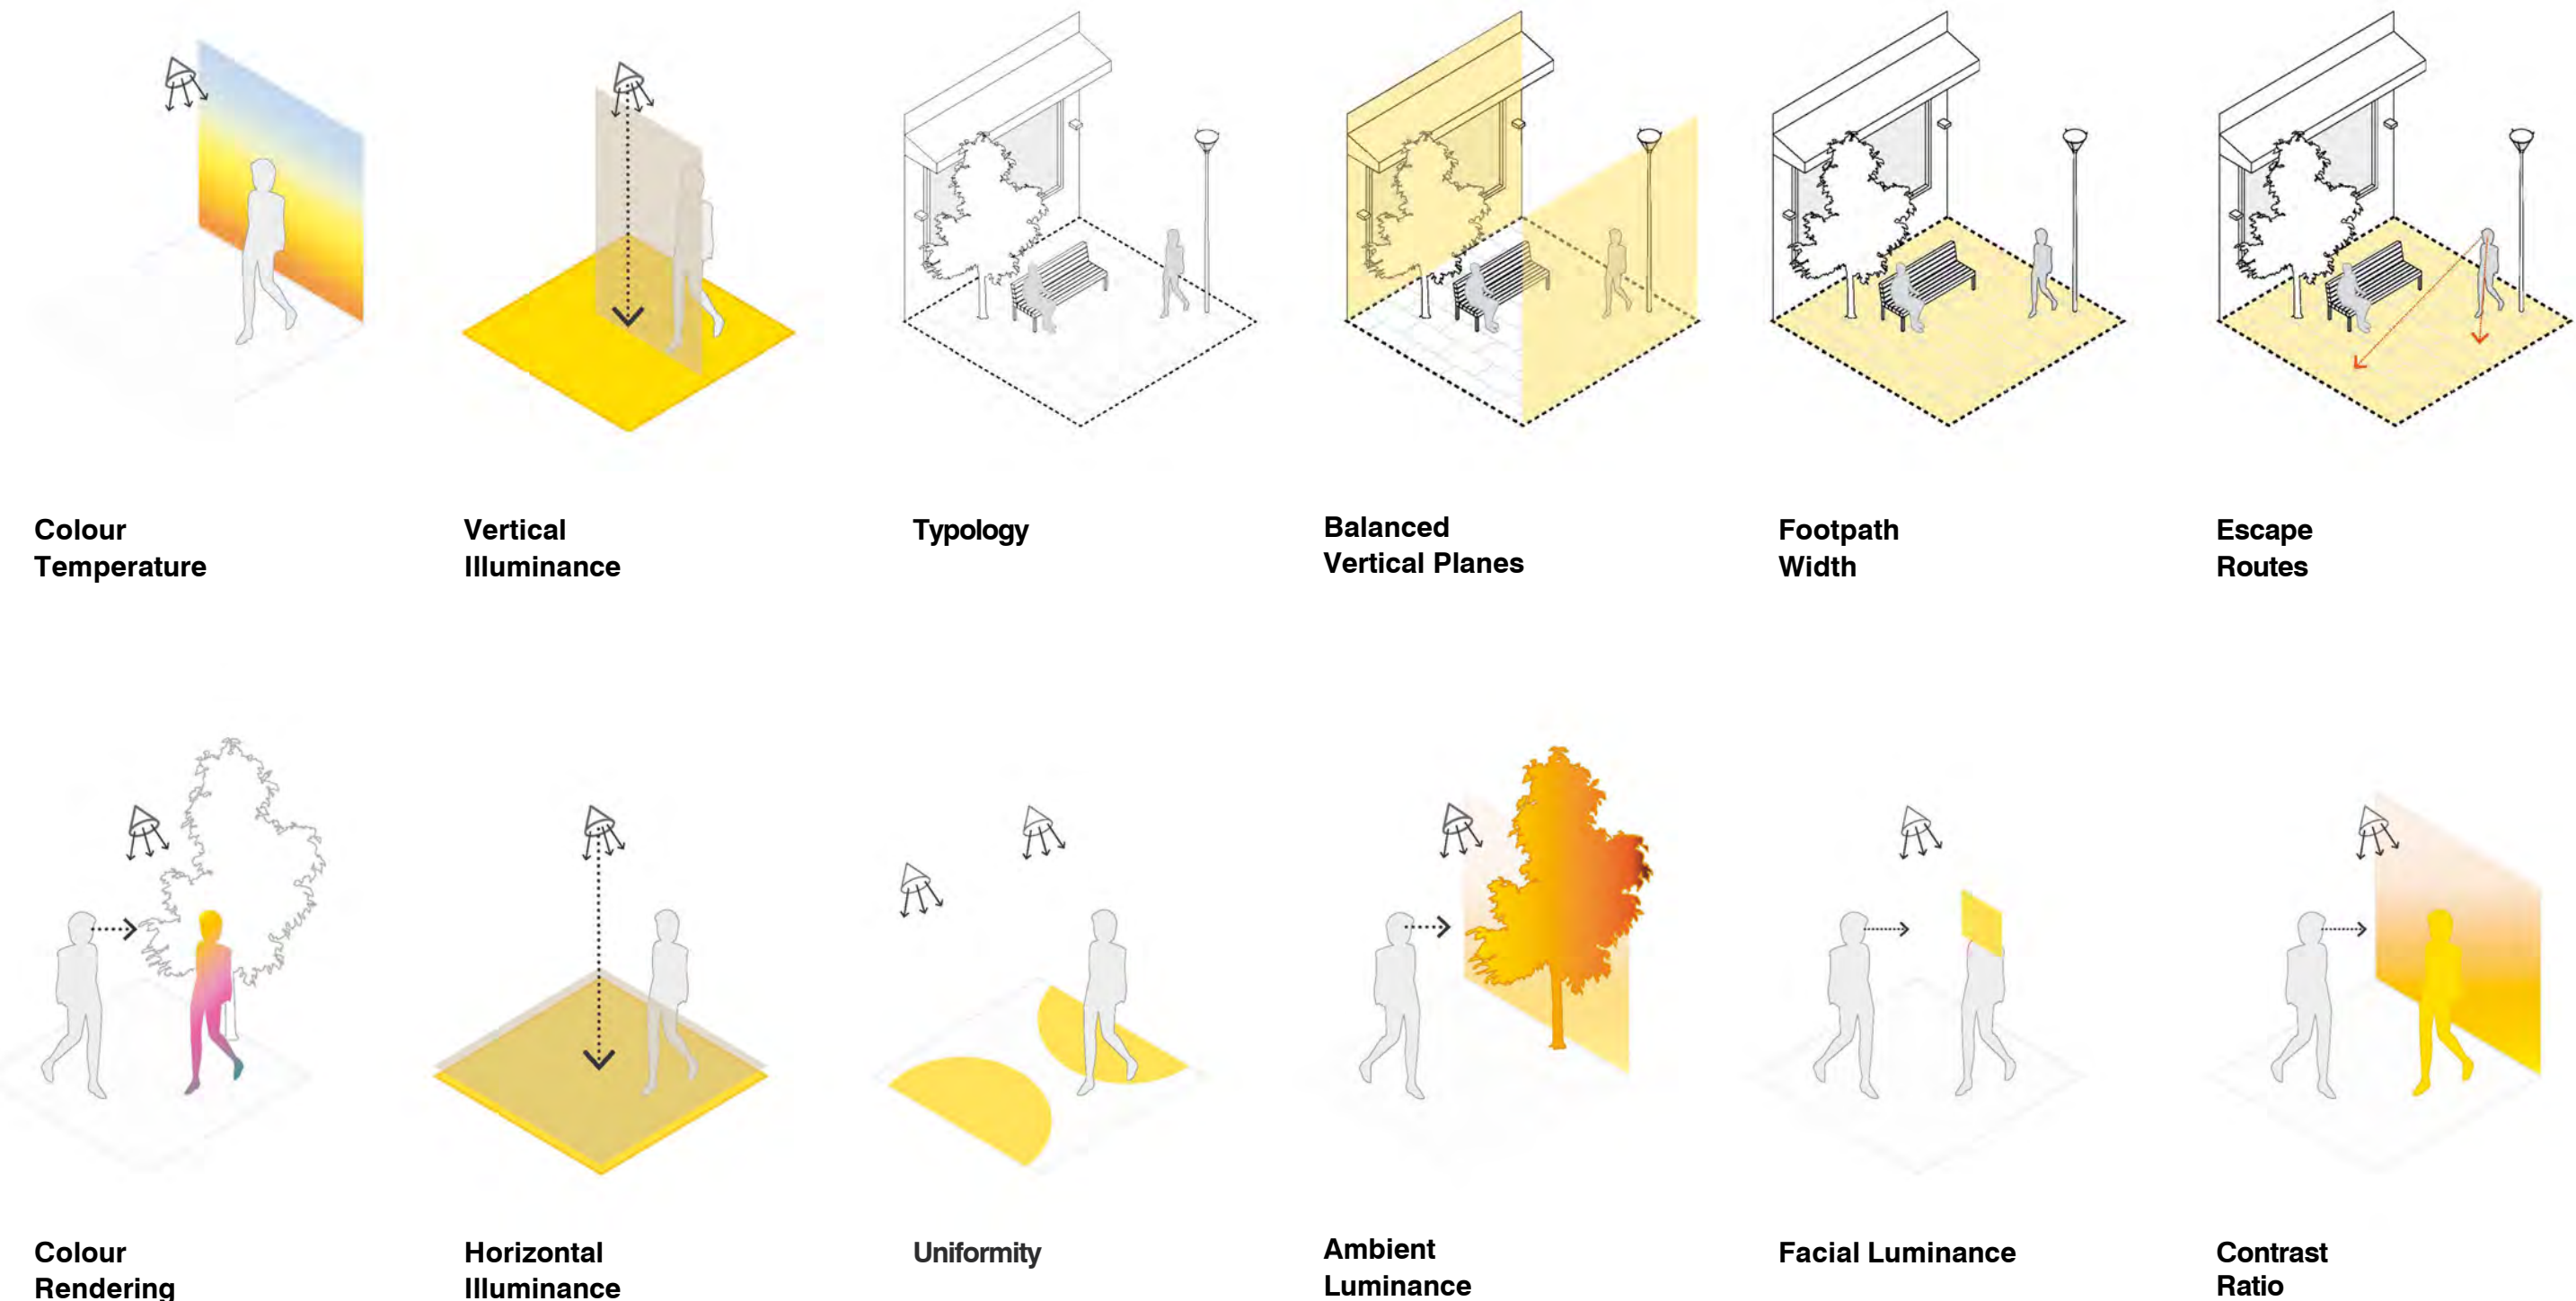 Colour
Temperature
Vertical
Illuminance
Typology
Balanced
Vertical Planes
Footpath
Width
Escape
Routes
Colour
Rendering
Horizontal
Illuminance
Uniformity
Ambient
Luminance
Facial Luminance
Contrast
Ratio